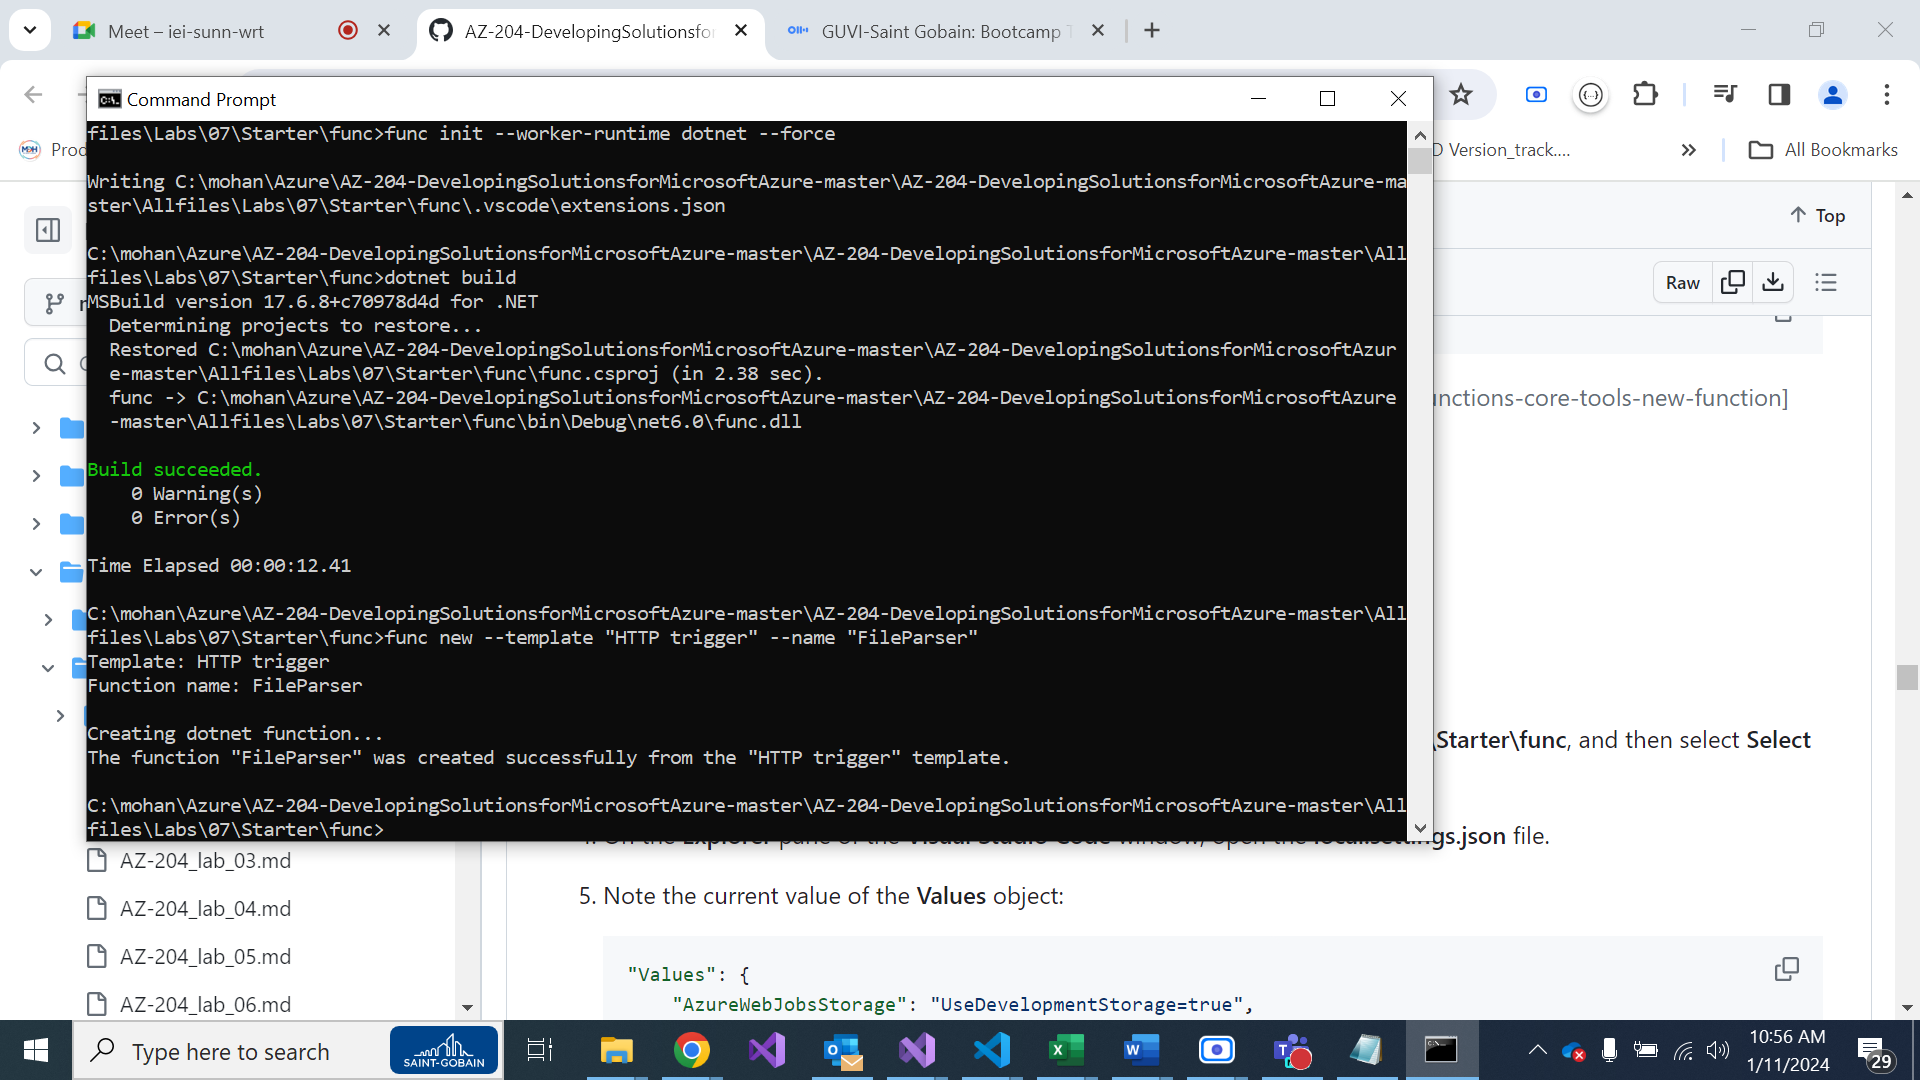 Meet – iei-sunn-wrt
AZ-204-DevelopingSolutionsfo
GUVI-Saint Gobain: Bootcamp
Command Prompt
Prod
D Version_track....
All Bookmarks
files\Labs\07\Starter\func>func init --worker-runtime dotnet --force
Writing C:\mohan\Azure\AZ-204-DevelopingSolutionsforMicrosoftAzure-master\AZ-204-DevelopingSolutionsforMicrosoftAzure-ma
ster\Allfiles\Labs\07\Starter\func\.vscode\extensions.json
C:\mohan\Azure\AZ-204-DevelopingSolutionsforMicrosoftAzure-master\AZ-204-DevelopingSolutionsforMicrosoftAzure-master\All
files\Labs\07\Starter\func>dotnet build
MSBuild version 17.6.8+c70978d4d for .NET
Determining projects to restore...
Restored C:\mohan\Azure\AZ-204-DevelopingSolutionsforMicrosoftAzure-master\AZ-204-DevelopingSolutionsforMicrosoftAzur
e-master\Allfiles\Labs\07\Starter\func\func.csproj (in 2.38 sec).
func -> C:\mohan\Azure\AZ-204-DevelopingSolutionsforMicrosoftAzure-master\AZ-204-DevelopingSolutionsforMicrosoftAzure
-master\Allfiles\Labs\07\Starter\func\bin\Debug\net6.0\func.dll
Build succeeded.
0 Warning(s)
0 Error(s)
Time Elapsed 00:00:12.41
C:\mohan\Azure\AZ-204-DevelopingSolutionsforMicrosoftAzure-master\AZ-204-DevelopingSolutionsforMicrosoftAzure-master\All
files\Labs\07\Starter\func>func new --template "HTTP trigger" --name "FileParser"
Template: HTTP trigger
Function name: FileParser
Creating dotnet function...
The function "FileParser" was created successfully from the "HTTP trigger" template.
C:\mohan\Azure\AZ-204-DevelopingSolutionsforMicrosoftAzure-master\AZ-204-DevelopingSolutionsforMicrosoftAzure-master\All
files\Labs\07\Starter\func>
Top
Raw
unctions-core-tools-new-function]
\Starter\func, and then select Select
gs.json file.
5. Note the current value of the Values object:
"Values": {
"AzureWebJobsStorage": "UseDevelopmentStorage=true",
AZ-204_lab_03.md
AZ-204_lab_04.md
AZ-204_lab_05.md
AZ-204_lab_06.md
Type here to search
SAINT-GOBAIN
10:56 AM
1/11/2024
29